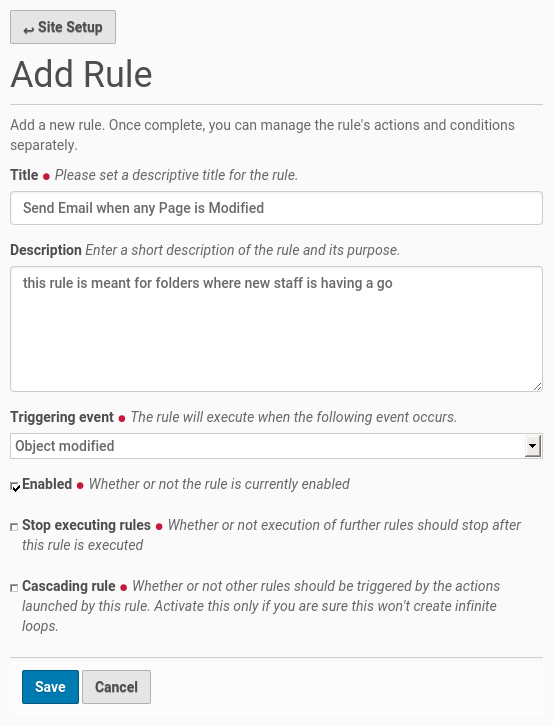 Site Setup
Add Rule
Add a new rule. Once complete, you can manage the rule's actions and conditions
separately.
Title • Please set a descriptive title for the rule.
Send Email when any Page is Modified
Description Enter a short description of the rule and its purpose.
this rule is meant for folders where new staff is having a go
Triggering event • The rule will execute when the following event occurs.
Object modified
Enabled • Whether or not the rule is currently enabled
Stop executing rules • Whether or not execution of further rules should stop after
this rule is executed
Cascading rule • Whether or not other rules should be triggered by the actions
launched by this rule. Activate this only if you are sure this won't create infinite
loops.
Save
Cancel